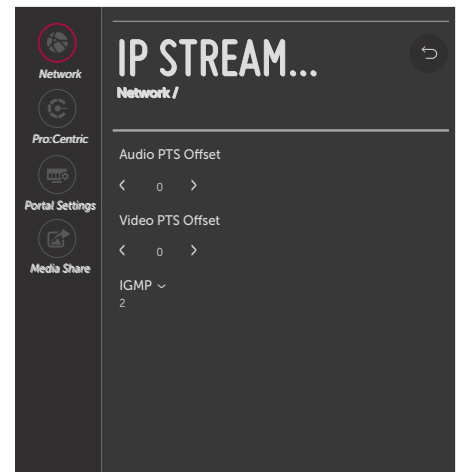 Network
Pro:Centric
Portal Settings
Media Share
IP STREAM...
Network /
Audio PTS Offset
0
Video PTS Offset
0
IGMP
2